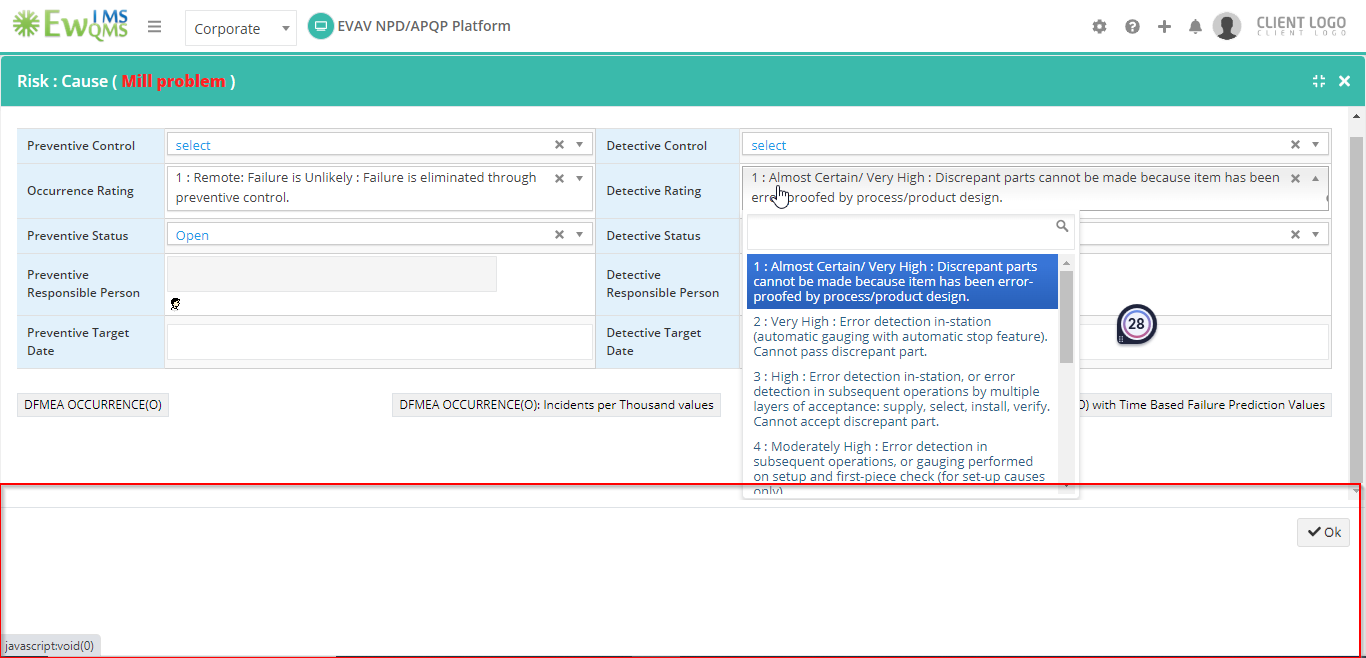 EwQMS IMS
Corporate
EVAV NPD/APQP Platform
CLIENT LOGO
CLIENT LOGO
Risk : Cause ( Mill problem )
Preventive Control
select
Detective Control
select
Occurrence Rating
1 : Remote: Failure is Unlikely : Failure is eliminated through
preventive control.
Detective Rating
1 : Almost Certain/ Very High : Discrepant parts cannot be made because item has been
proofed by process/product design.
Preventive Status
Open
Detective Status
Preventive
Responsible Person
Detective
Responsible Person
Preventive Target
Date
Detective Target
Date
1 : Almost Certain/ Very High : Discrepant parts
cannot be made because item has been error-
proofed by process/product design.
2 : Very High : Error detection in-station
(automatic gauging with automatic stop feature).
Cannot pass discrepant part.
3 : High : Error detection in-station, or error
detection in subsequent operations by multiple
layers of acceptance: supply, select, install, verify.
Cannot accept discrepant part.
4 : Moderately High : Error detection in
subsequent operations, or gauging performed
on setup and first-piece check (for set-up causes
only)
28
DFMEA OCCURRENCE(O)
DFMEA OCCURRENCE(O): Incidents per Thousand values
O) with Time Based Failure Prediction Values
Ok
javascript:void(0)